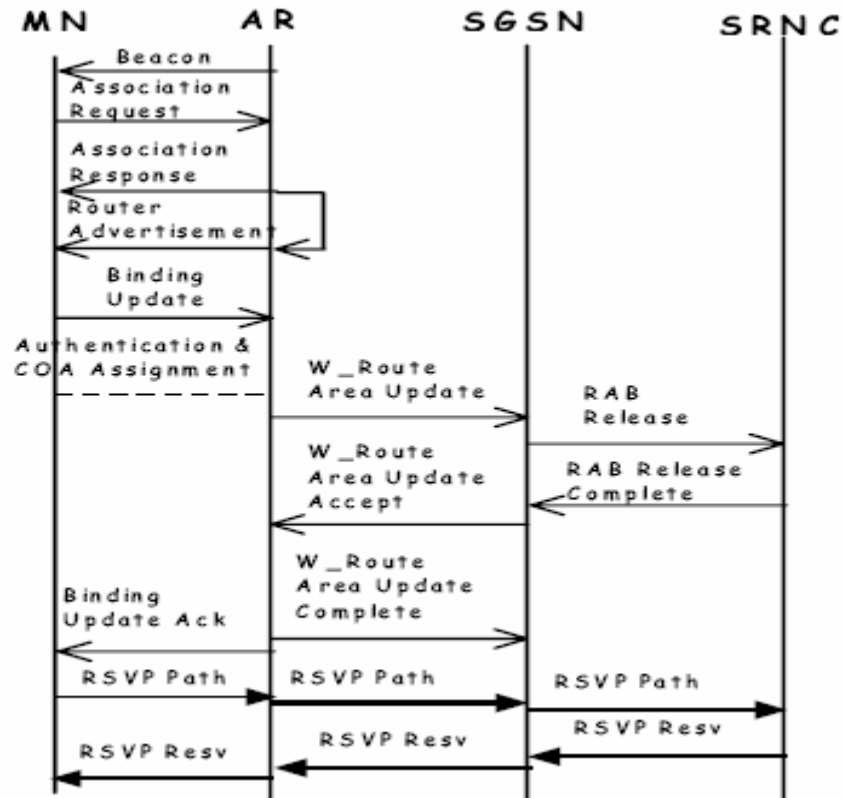 MN AR SGSN SRNC
Beacon
Association
Request
Association
Response
Router
Advertisement
Binding
Update
Authentication &
COA Assignment
W_Route
Area Update
RAB
Release
W_Route
Area Update
Accept
RAB Release
Complete
W_Route
Area Update
Complete
Binding
Update Ack
RSVP Path
RSVP Path
RSVP Path
RSVP Resv
RSVP Resv
RSVP Resv